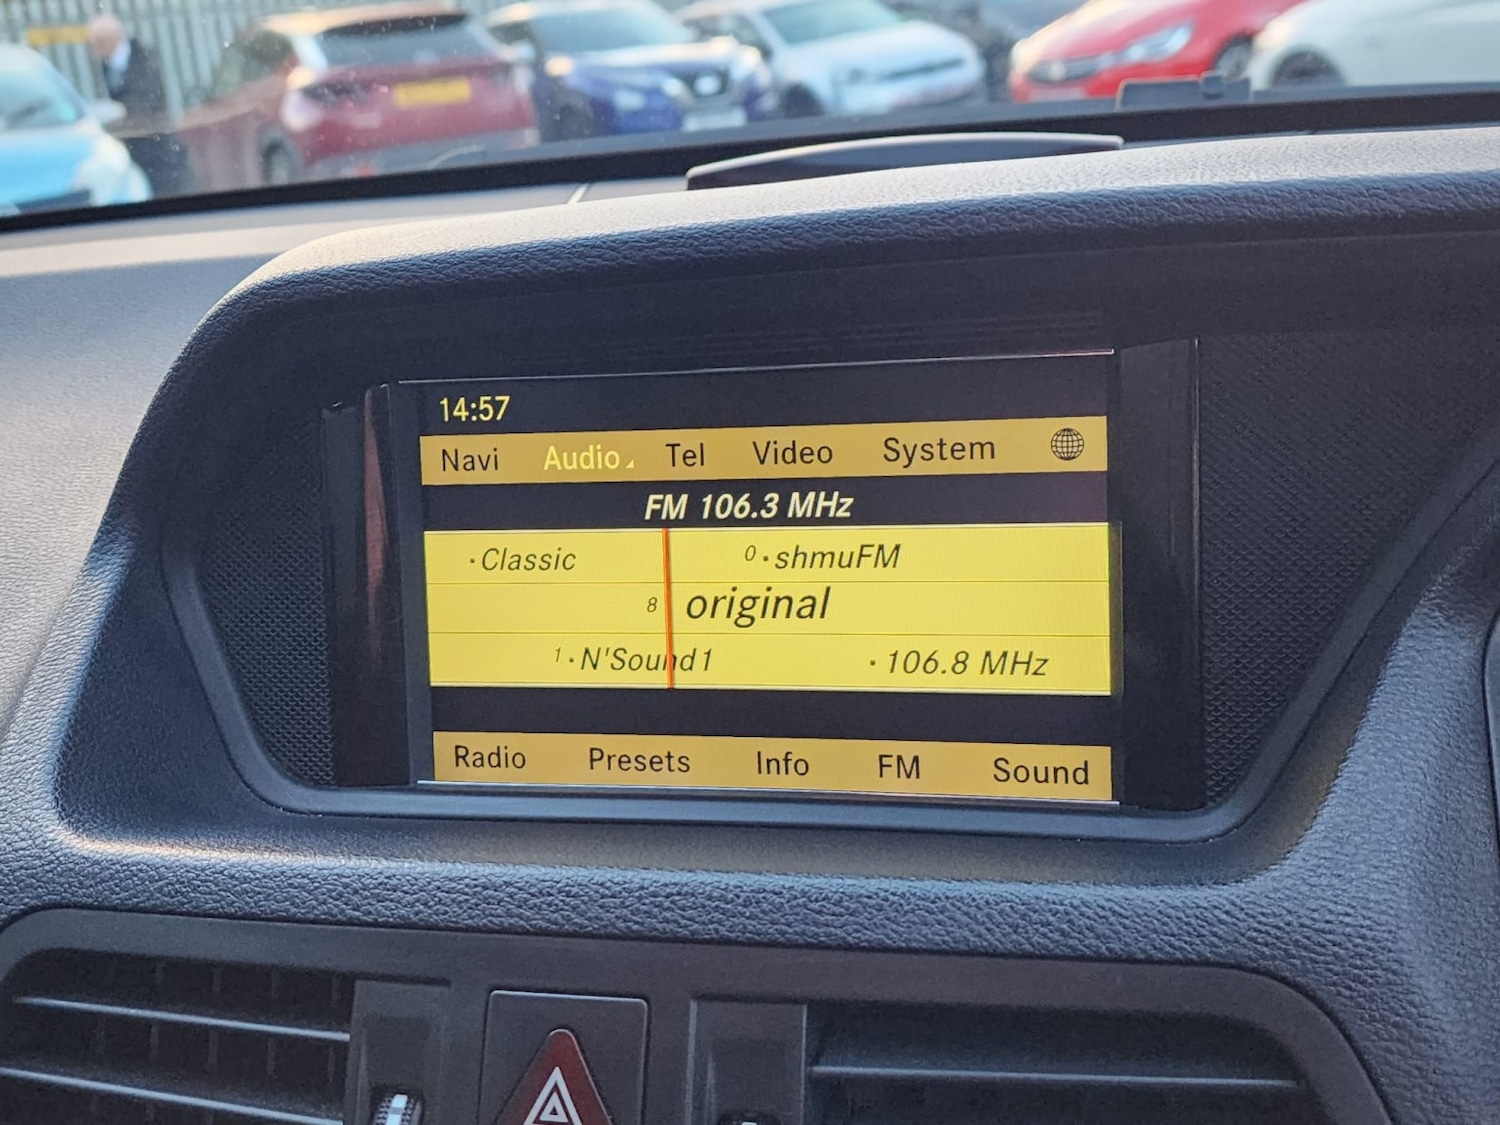 14:57
Navi Audio Tel Video System
FM 106.3 MHz
·Classic 0·shmuFM
8 original
1·N'Sound1 ·106.8 MHz
Radio Presets Info FM Sound